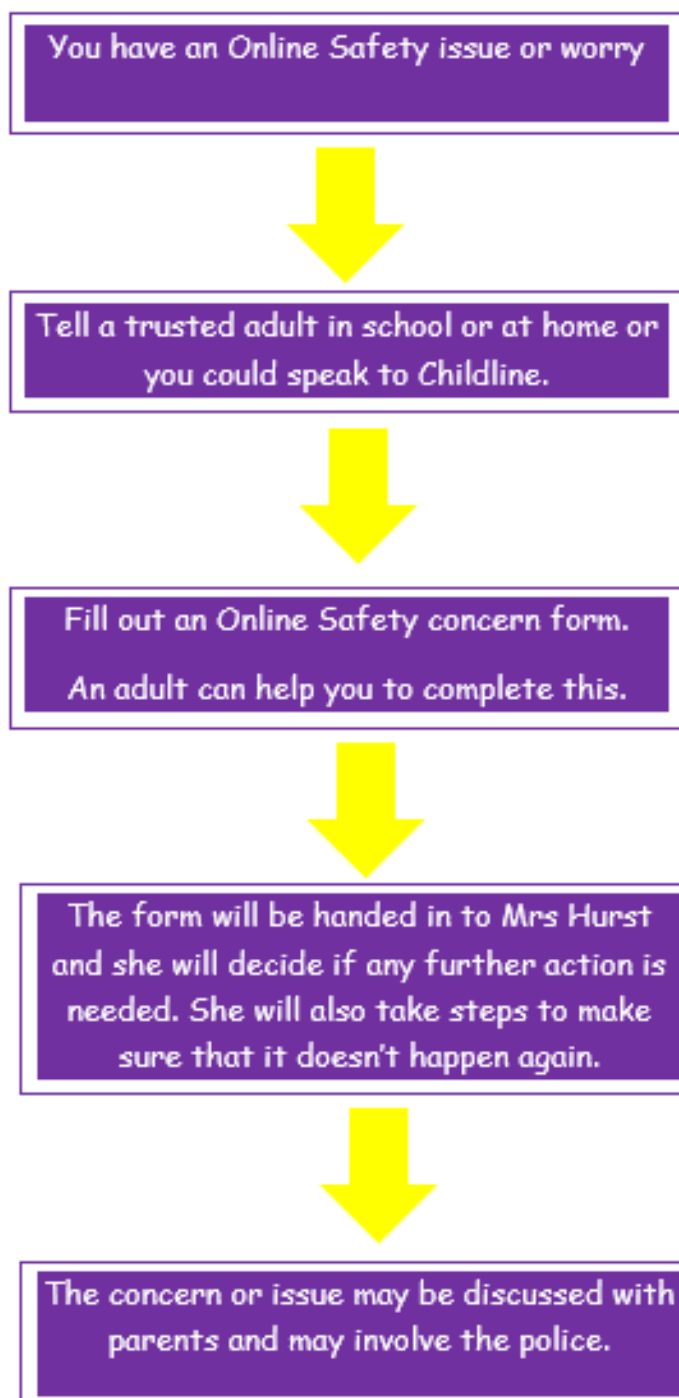 You have an Online Safety issue or worry
Tell a trusted adult in school or at home or
you could speak to Childline.
Fill out an Online Safety concern form.
An adult can help you to complete this.
The form will be handed in to Mrs Hurst
and she will decide if any further action is
needed. She will also take steps to make
sure that it doesn't happen again.
The concern or issue may be discussed with
parents and may involve the police.